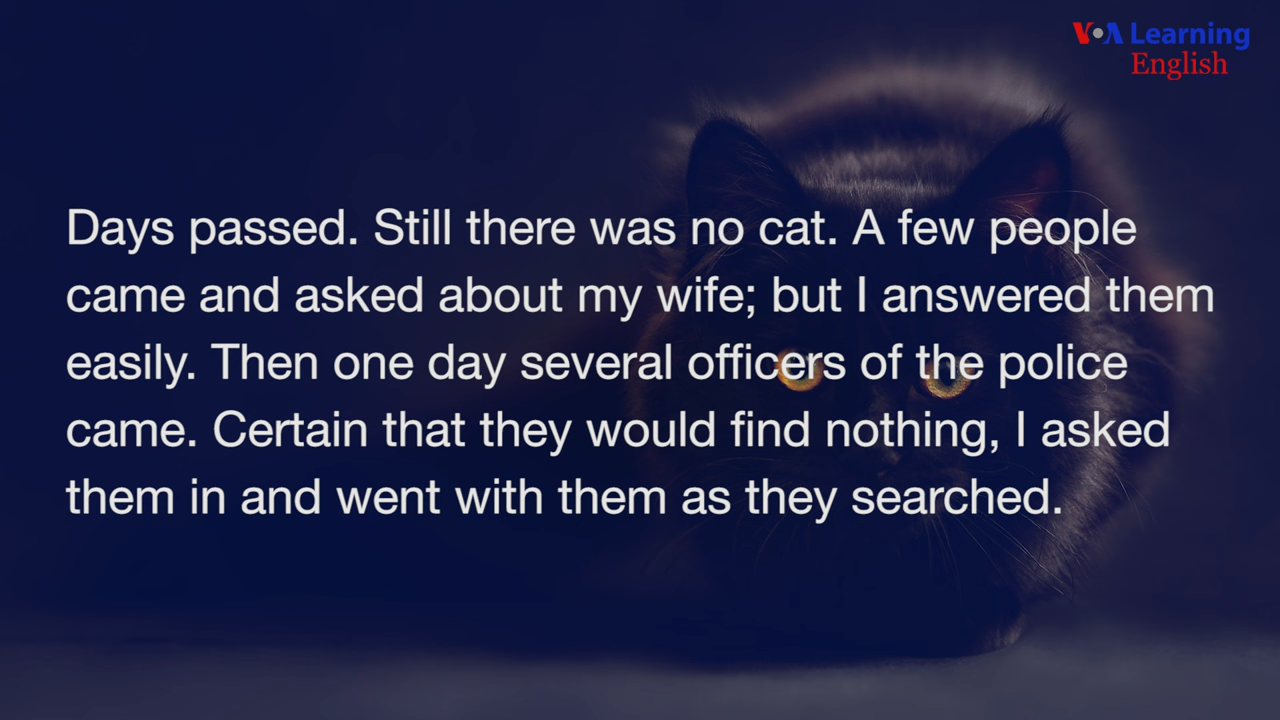 VOA Learning
English
Days passed. Still there was no cat. A few people
came and asked about my wife; but I answered them
easily. Then one day several officers of the police
came. Certain that they would find nothing, I asked
them in and went with them as they searched.